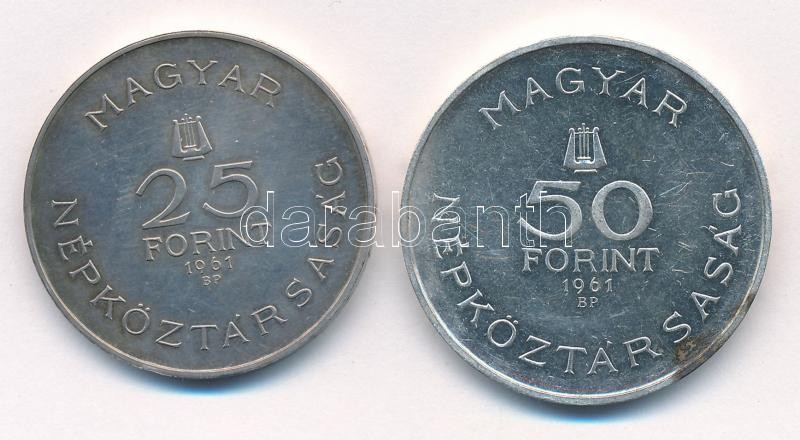 MAGYAR
25
FORINT
1961
BP
NÉPKÖZTÁRSASÁG
MAGYAR
50
FORINT
1961
BP
NÉPKÖZTÁRSASÁG
darabanth